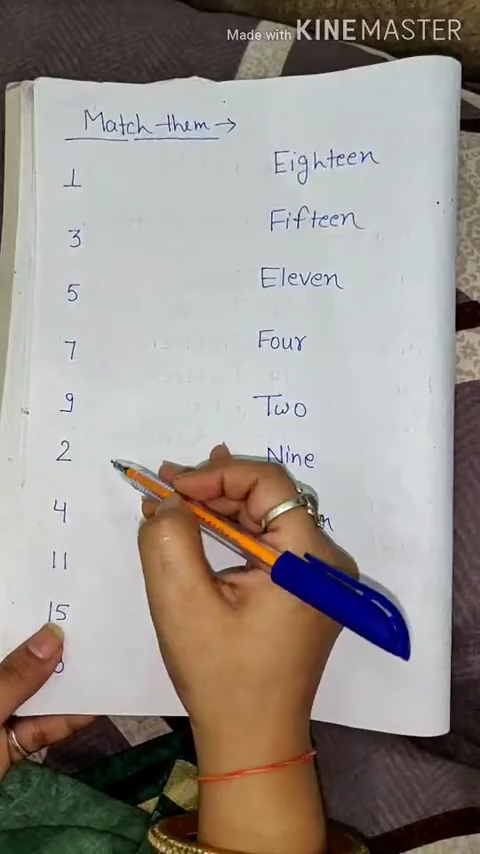 Made with KINEMASTER
Match them →
1 Eighteen
3 Fifteen
5 Eleven
7 Four
9 Two
2 Nine
4
11
15